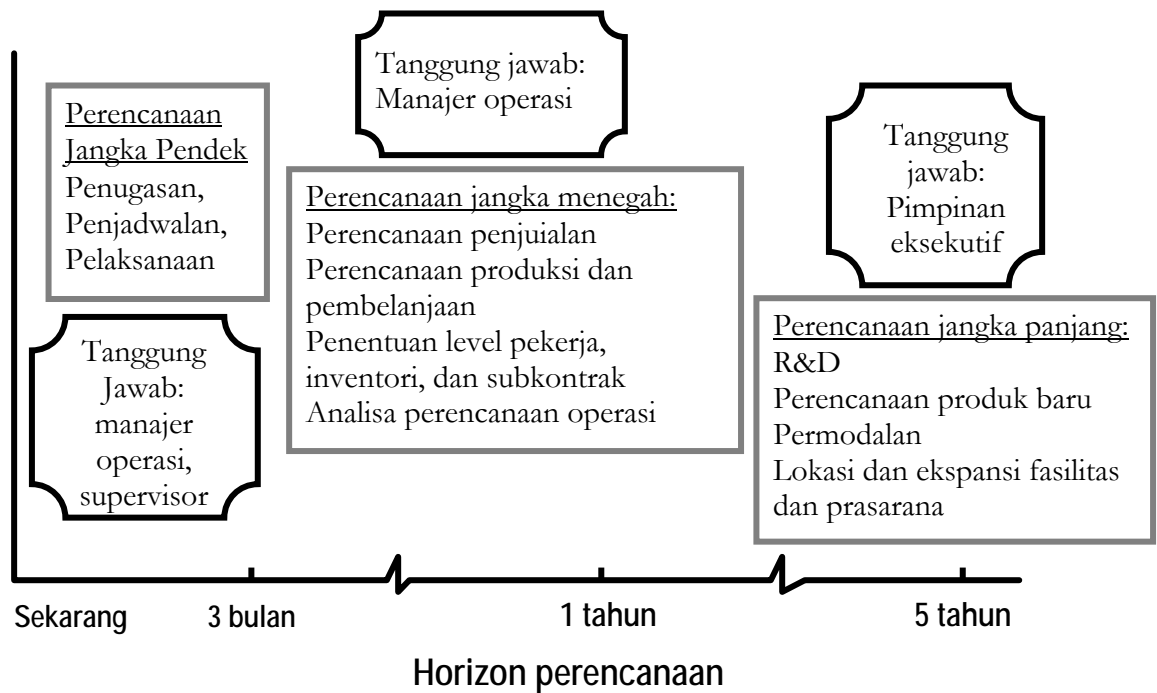 Perencanaan
Jangka Pendek
Penugasan,
Penjadwalan,
Pelaksanaan
Tanggung
Jawab:
manajer
operasi,
supervisor
Tanggung jawab:
Manajer operasi
Perencanaan jangka menegah:
Perencanaan penjuialan
Perencanaan produksi dan
pembelanjaan
Penentuan level pekerja,
inventori, dan subkontrak
Analisa perencanaan operasi
Tanggung
jawab:
Pimpinan
eksekutif
Perencanaan jangka panjang:
R&D
Perencanaan produk baru
Permodalan
Lokasi dan ekspansi fasilitas
dan prasarana
Sekarang 3 bulan 1 tahun 5 tahun
Horizon perencanaan